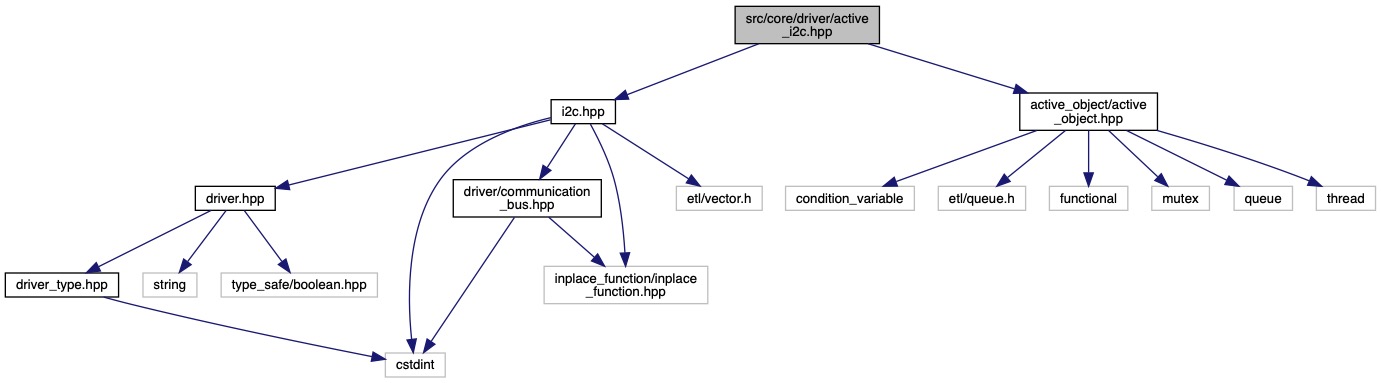 src/core/driver/active
_i2c.hpp
i2c.hpp
active_object/active
_object.hpp
driver.hpp
driver/communication
_bus.hpp
etl/vector.h
condition_variable
etl/queue.h
functional
mutex
queue
thread
driver_type.hpp
string
type_safe/boolean.hpp
inplace_function/inplace
_function.hpp
cstdint